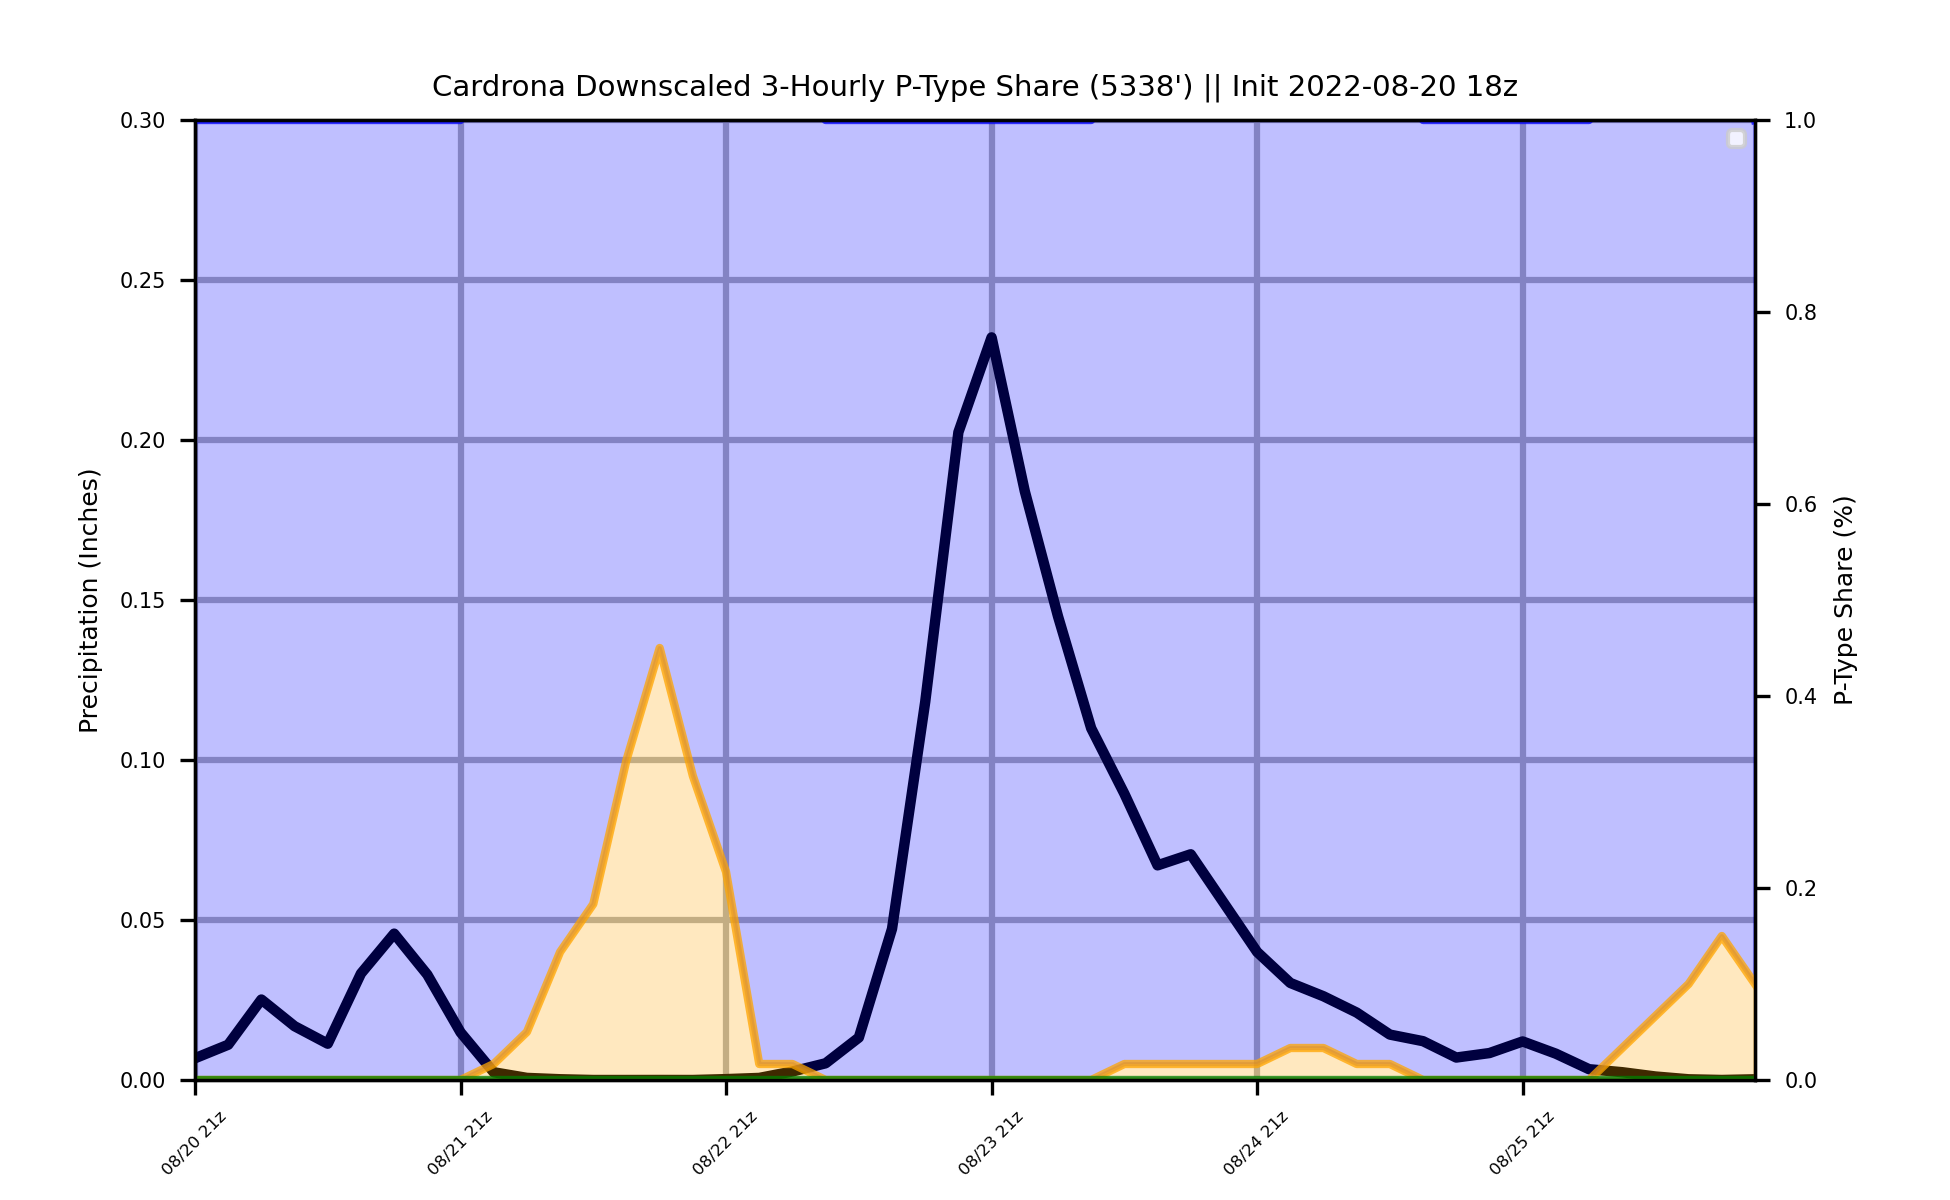 Cardrona Downscaled 3-Hourly P-Type Share (5338') || Init 2022-08-20 18z
0.30
0.25
0.20
0.15
0.10
0.05
0.00
Precipitation (Inches)
1.0
0.8
0.6
0.4
0.2
0.0
P-Type Share (%)
08/20 21z
08/21 21z
08/22 21z
08/23 21z
08/24 21z
08/25 21z